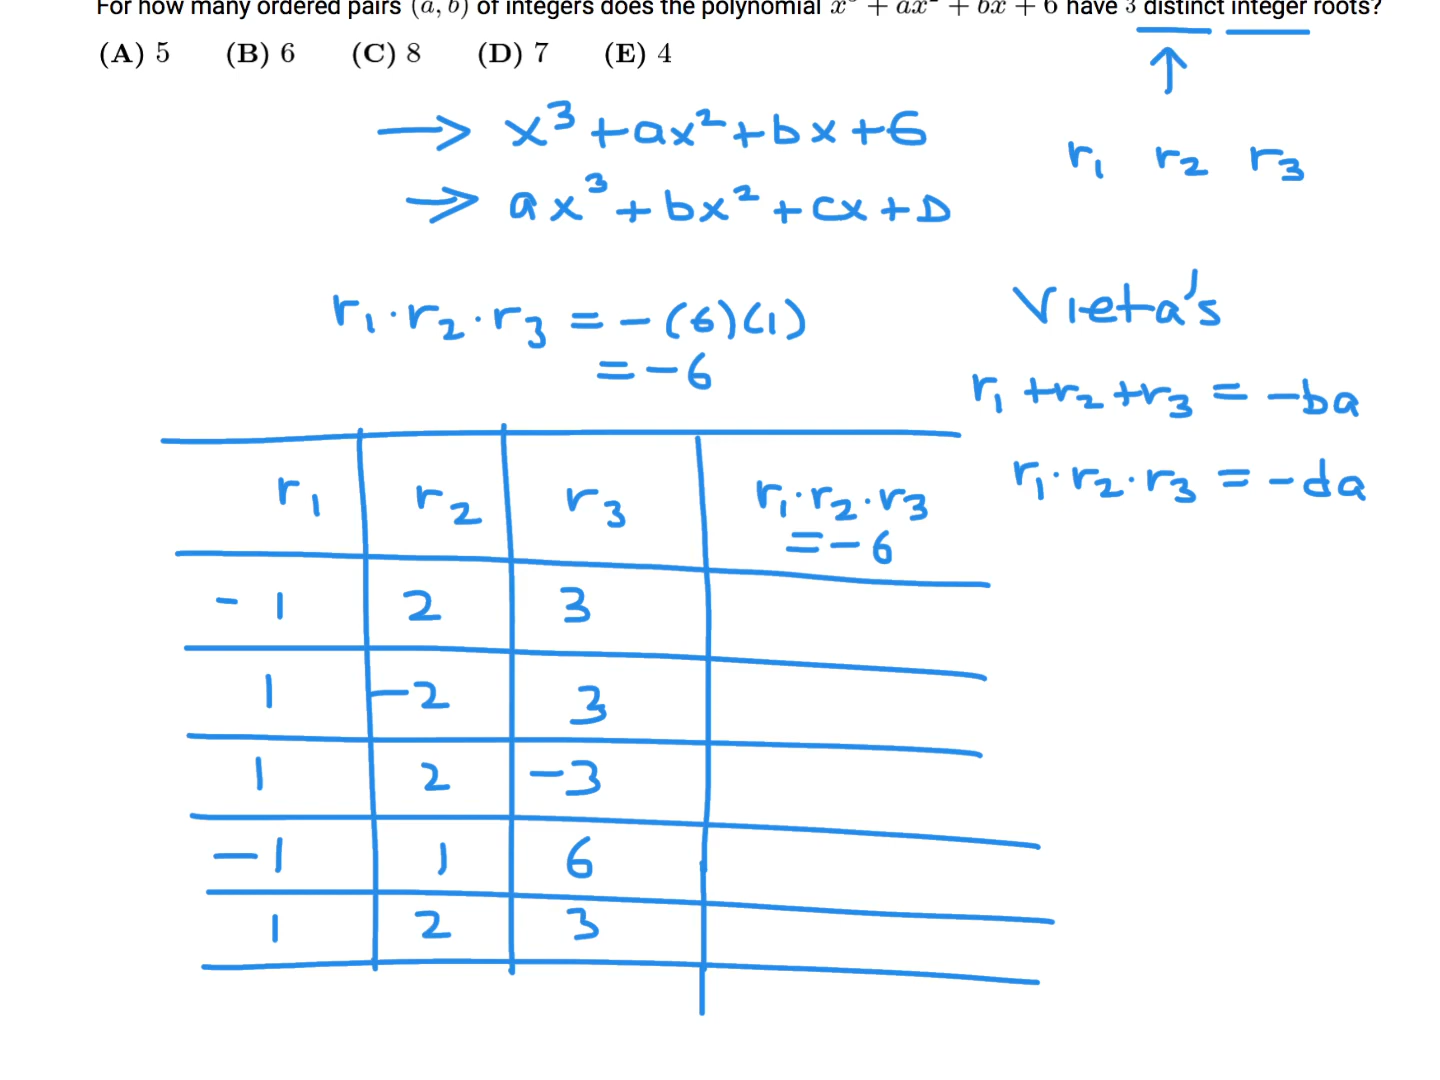 For how many ordered pairs (a, b) of integers does the polynomial x³ + ax² + bx + 6 have 3 distinct integer roots?
(A) 5 (B) 6 (C) 8 (D) 7 (E) 4
→ x³ + ax² + bx + 6
r₁ r₂ r₃
→ ax³ + bx² + cx + D
Vieta's
r₁ · r₂ · r₃ = -(6)(1)
= -6
r₁ + r₂ + r₃ = -ba
r₁ · r₂ · r₃ = -da
r₁ r₂ r₃ r₁ · r₂ · r₃
= -6
-1 2 3
1 -2 3
1 2 -3
-1 1 6
1 2 3